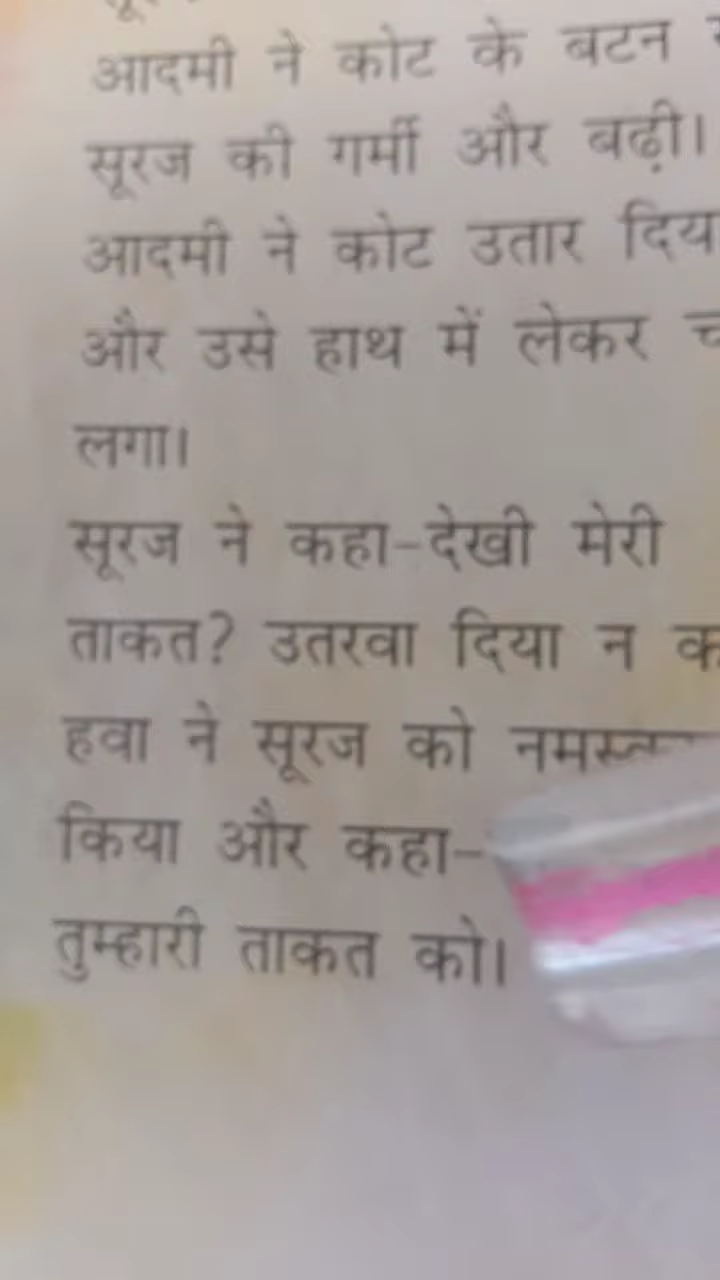 आदमी ने कोट के बटन
सूरज की गर्मी और बढ़ी।
आदमी ने कोट उतार
और उसे हाथ में लेकर
लगा।
सूरज ने कहा-देखी मेरी
ताकत? उतरवा दिया न
हवा ने सूरज को
किया और कहा-
तुम्हारी ताकत को।